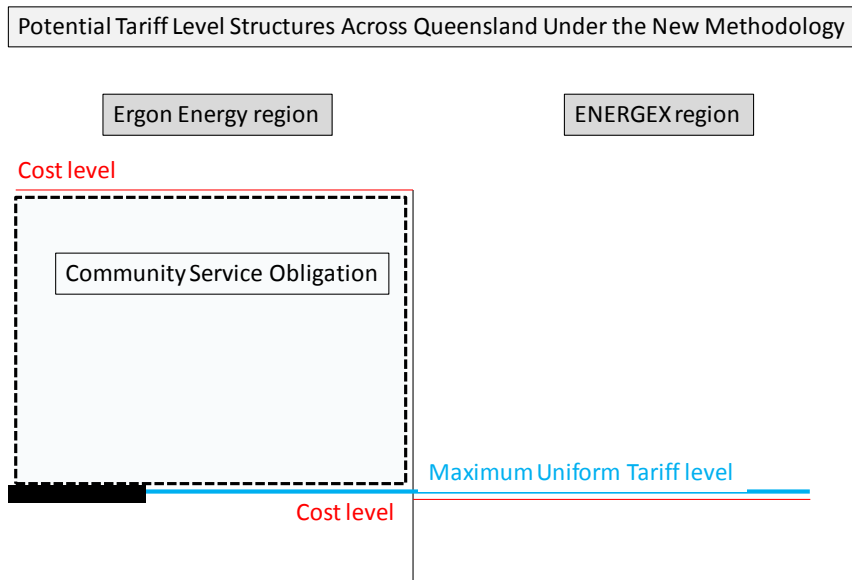 Potential Tariff Level Structures Across Queensland Under the New Methodology
Ergon Energy region
ENERGEX region
Cost level
Community Service Obligation
Maximum Uniform Tariff level
Cost level